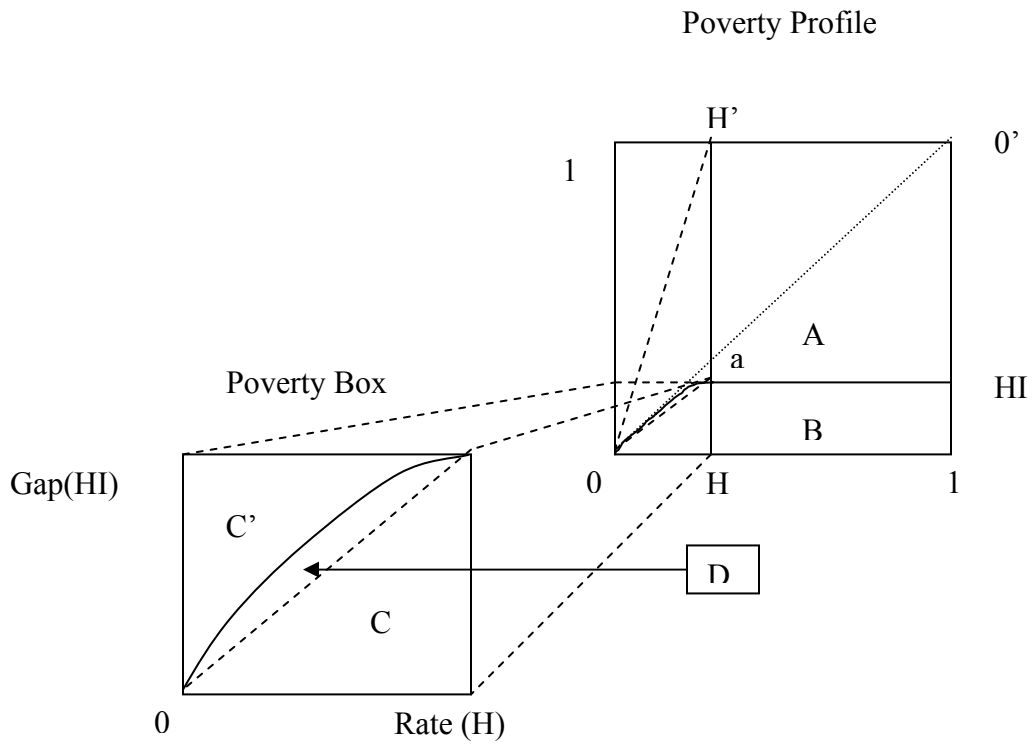 Poverty Profile
H’
0’
1
A
a
Poverty Box
HI
B
Gap(HI)
0
H
1
C’
D
C
0
Rate (H)